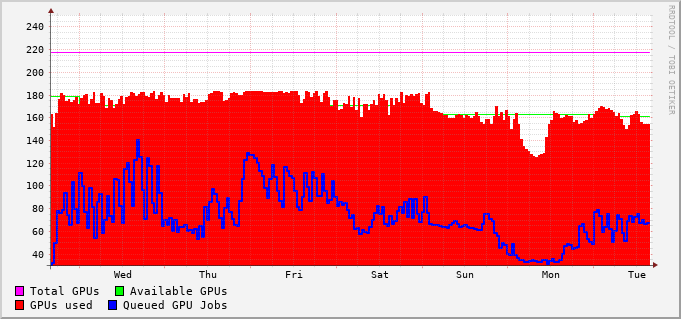 RRDTOOL / TOBI OETIKER
240
220
200
180
160
140
120
100
80
60
40
Wed Thu Fri Sat Sun Mon Tue
Total GPUs Available GPUs
GPUs used Queued GPU Jobs